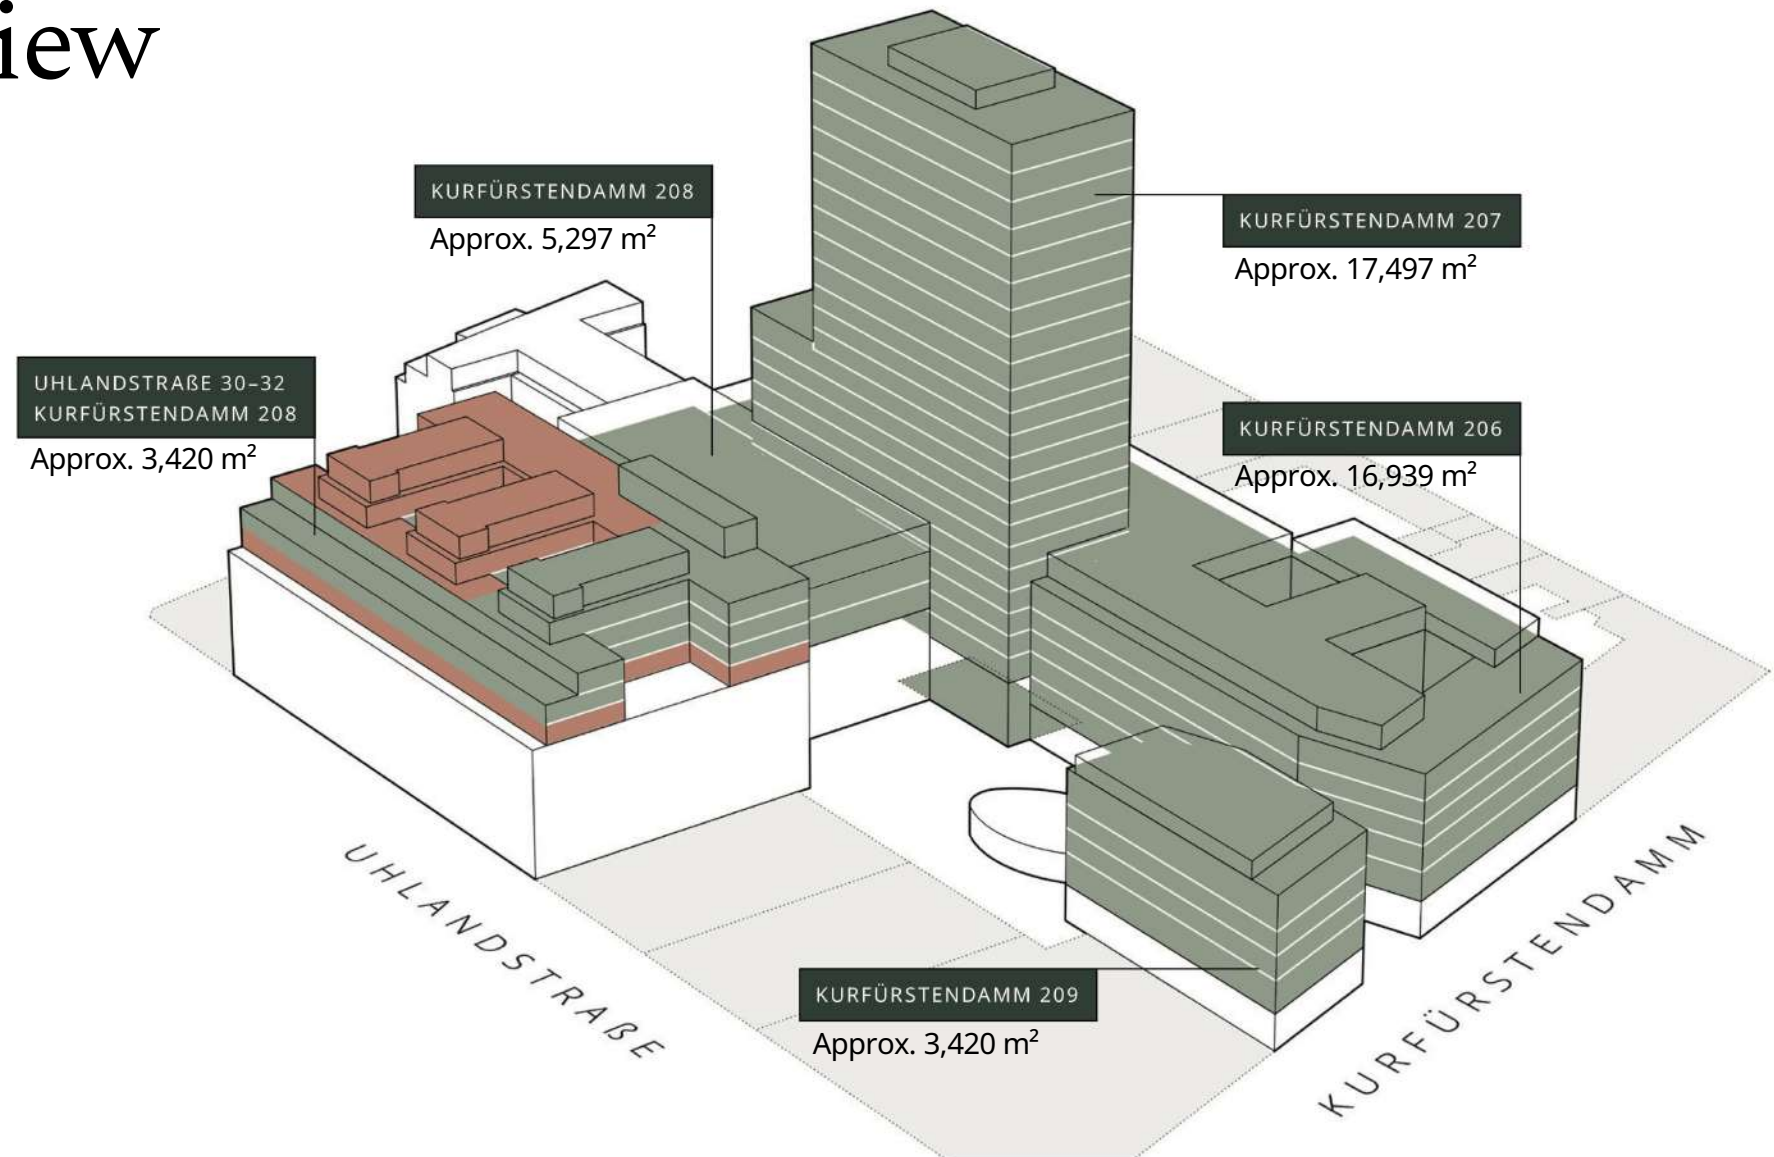 iew
KURFÜRSTENDAMM 208
Approx. 5,297 m²
KURFÜRSTENDAMM 207
Approx. 17,497 m²
UHLANDSTRAßE 30–32
KURFÜRSTENDAMM 208
Approx. 3,420 m²
KURFÜRSTENDAMM 206
Approx. 16,939 m²
UHLANDSTRAßE
KURFÜRSTENDAMM
KURFÜRSTENDAMM 209
Approx. 3,420 m²